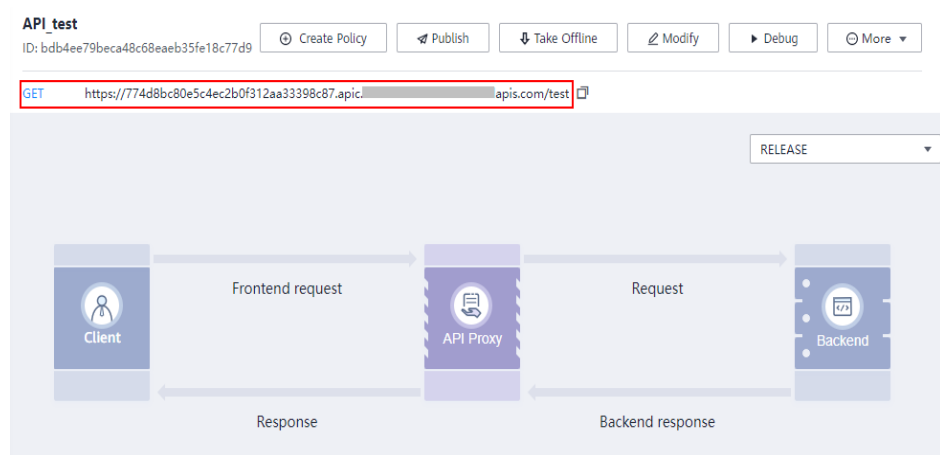 API_test
ID: bdb4ee79beca48c68eaeb35fe18c77d9
Create Policy
Publish
Take Offline
Modify
Debug
More
GET https://774d8bc80e5c4ec2b0f312aa33398c87.apic. apis.com/test
RELEASE
Frontend request
Request
Client
API Proxy
Backend
Response
Backend response